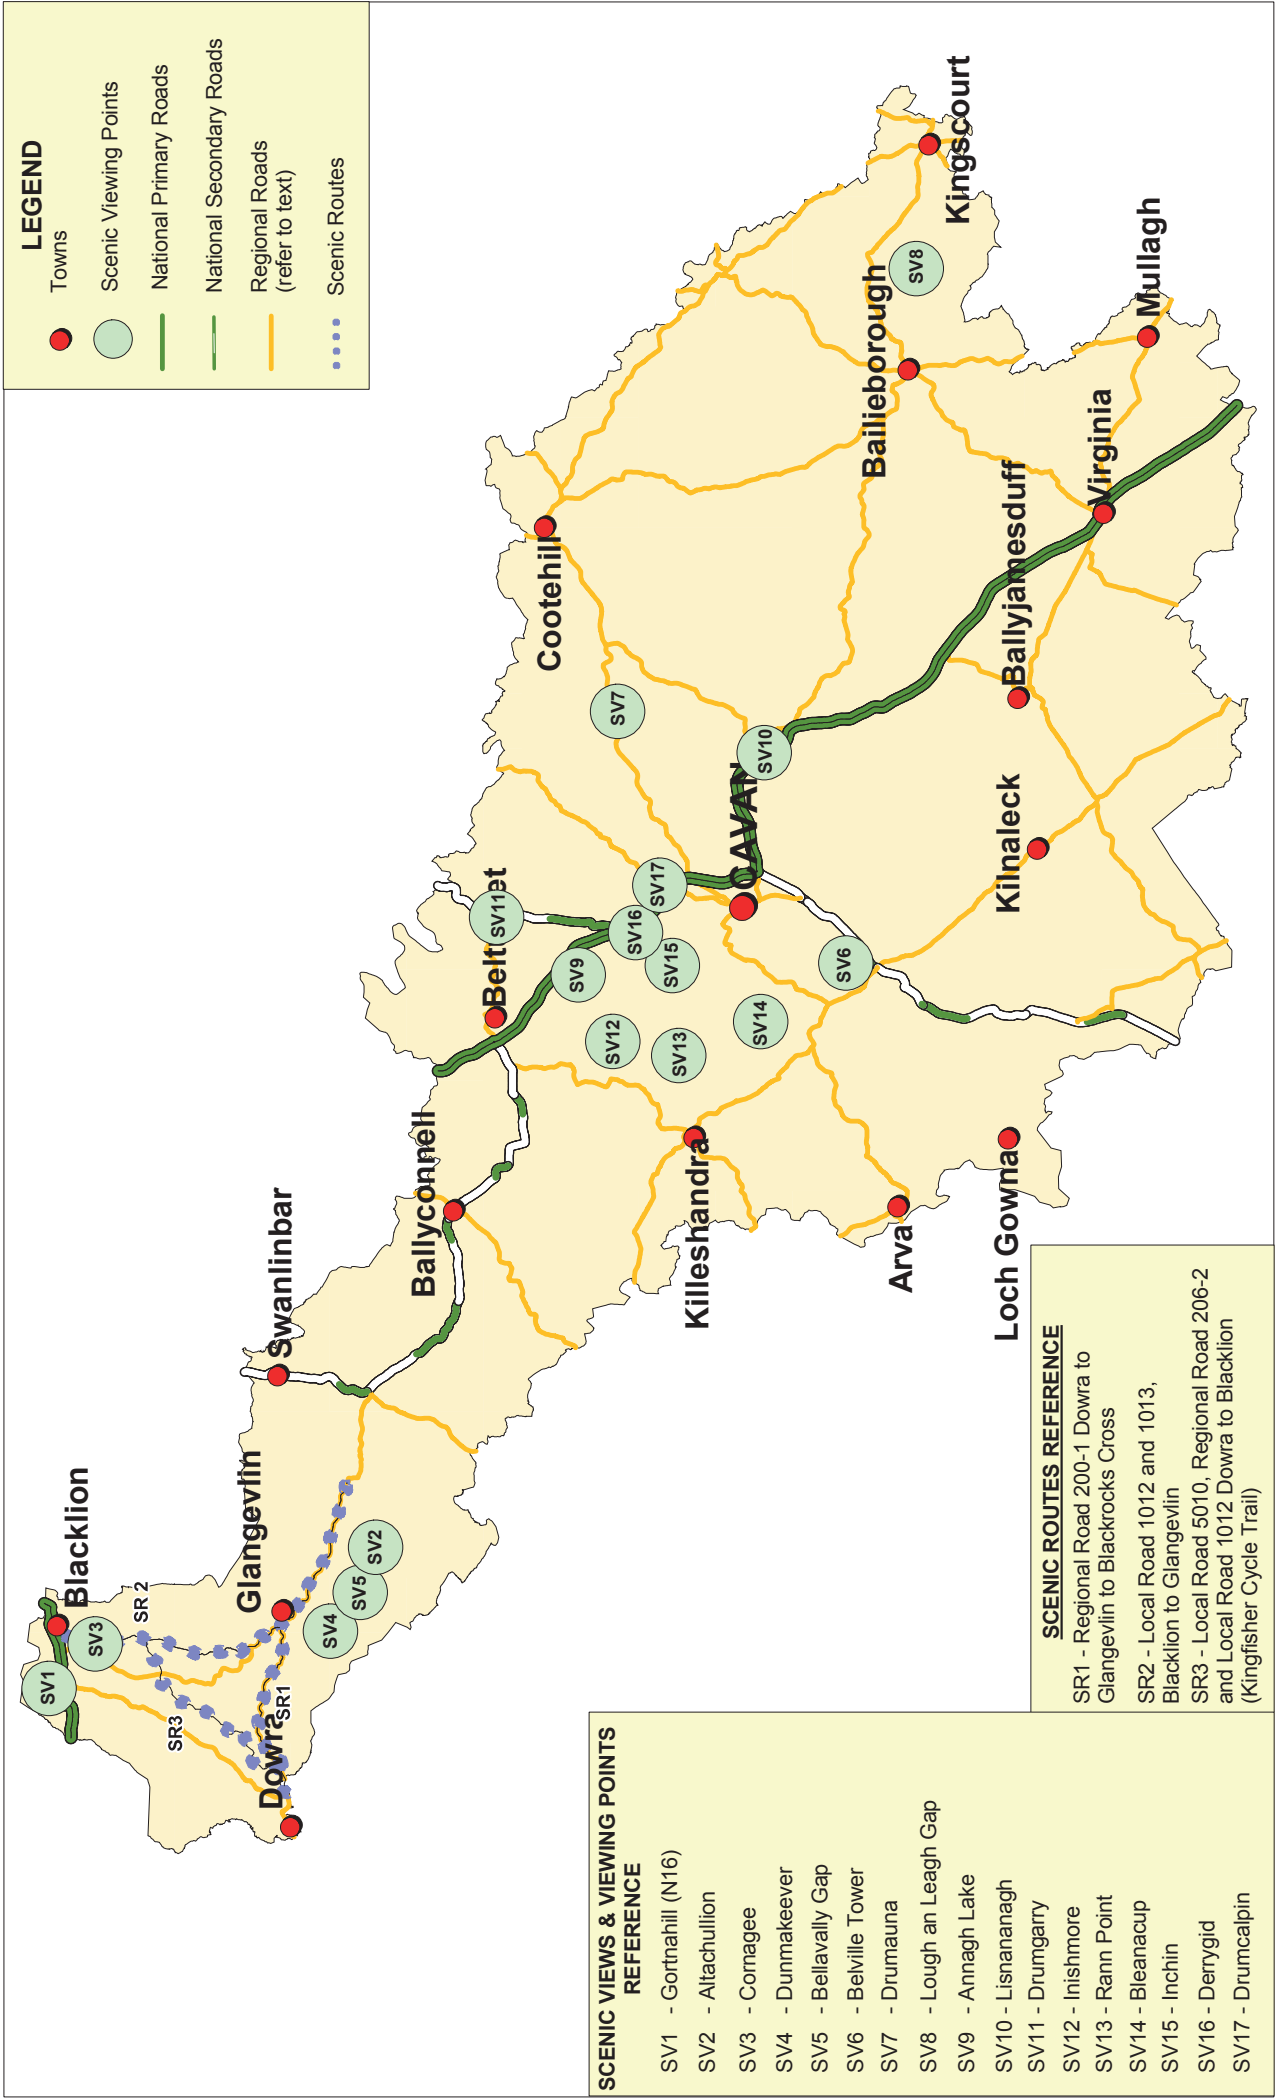 LEGEND
Towns
Scenic Viewing Points
National Primary Roads
National Secondary Roads
Regional Roads
(refer to text)
Scenic Routes
Blacklion
SV1
SV3
SR 2
SR3
SR1
Dowra
Glangevlin
SV4
SV5
SV2
Swanlinbar
Ballyconnell
Belturbet
SV11
SV9
SV16
SV17
SV15
SV12
SV13
SV14
SV6
CAVAN
SV10
SV7
Cootehill
Killeshandra
Arva
Loch Gowna
Kilnaleck
Ballyjamesduff
Virginia
Bailieborough
SV8
Kingscourt
Mullagh
SCENIC VIEWS & VIEWING POINTS
REFERENCE
SV1 - Gortnahill (N16)
SV2 - Altachullion
SV3 - Cornagee
SV4 - Dunmakeever
SV5 - Bellavally Gap
SV6 - Belville Tower
SV7 - Drumauna
SV8 - Lough an Leagh Gap
SV9 - Annagh Lake
SV10 - Lisnananagh
SV11 - Drumgarry
SV12 - Inishmore
SV13 - Rann Point
SV14 - Bleanacup
SV15 - Inchin
SV16 - Derrygid
SV17 - Drumcalpin
SCENIC ROUTES REFERENCE
SR1 - Regional Road 200-1 Dowra to
Glangevlin to Blackrocks Cross
SR2 - Local Road 1012 and 1013,
Blacklion to Glangevlin
SR3 - Local Road 5010, Regional Road 206-2
and Local Road 1012 Dowra to Blacklion
(Kingfisher Cycle Trail)